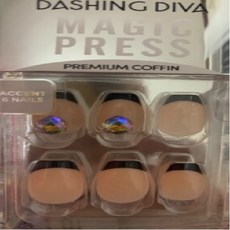 DASHING DIVA
MAGIC
PRESS
PREMIUM COFFIN
ACCENT
6 NAILS